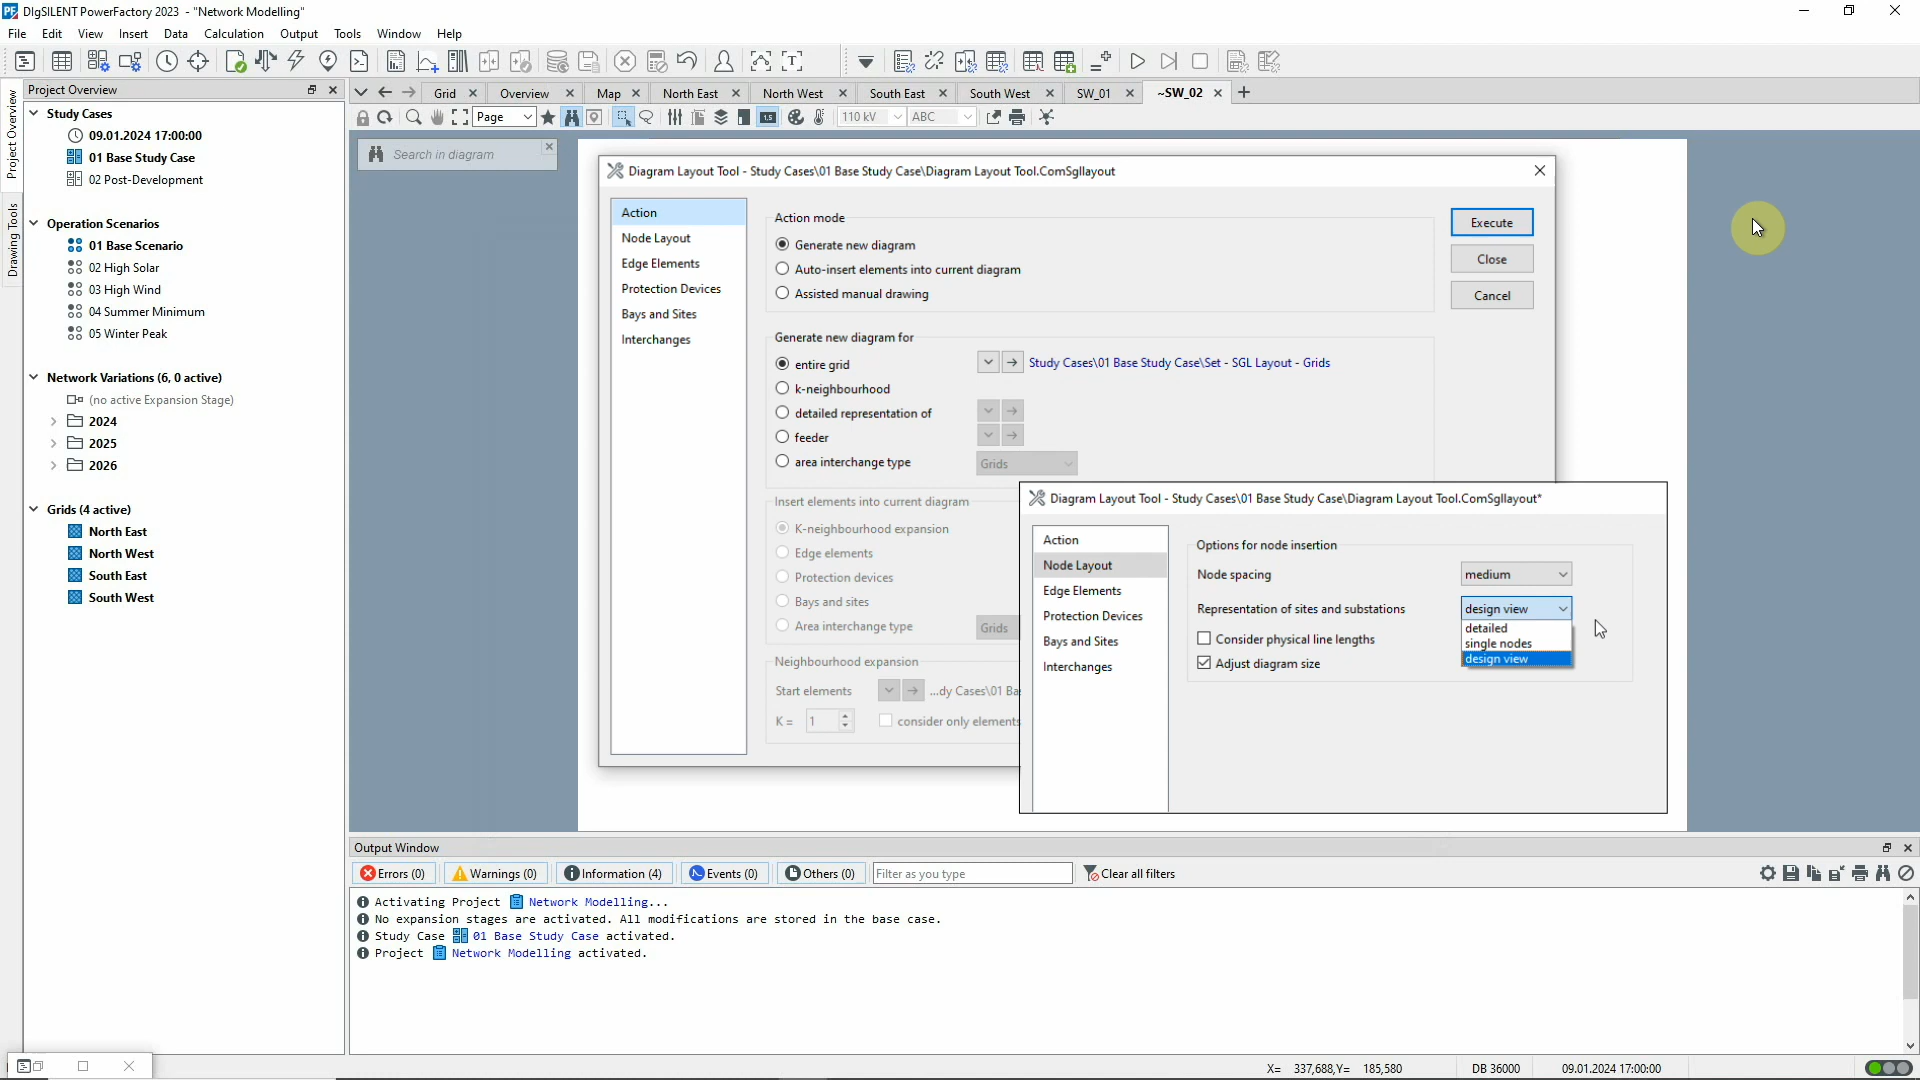 DIgSILENT PowerFactory 2023 - "Network Modelling"
File Edit View Insert Data Calculation Output Tools Window Help
Project Overview
Drawing Tools
Project Overview
Study Cases
09.01.2024 17:00:00
01 Base Study Case
02 Post-Development
Operation Scenarios
01 Base Scenario
02 High Solar
03 High Wind
04 Summer Minimum
05 Winter Peak
Network Variations (6, 0 active)
(no active Expansion Stage)
2024
2025
2026
Grids (4 active)
North East
North West
South East
South West
Grid Overview Map North East North West South East South West SW_01 ~SW_02
Page 110 kV ABC
Search in diagram
Diagram Layout Tool - Study Cases\01 Base Study Case\Diagram Layout Tool.ComSgllayout
Action
Node Layout
Edge Elements
Protection Devices
Bays and Sites
Interchanges
Action mode
Generate new diagram
Auto-insert elements into current diagram
Assisted manual drawing
Execute
Close
Cancel
Generate new diagram for
entire grid Study Cases\01 Base Study Case\Set - SGL Layout - Grids
k-neighbourhood
detailed representation of
feeder
area interchange type Grids
Insert elements into current diagram
K-neighbourhood expansion
Edge elements
Protection devices
Bays and sites
Area interchange type Grids
Neighbourhood expansion
Start elements ...dy Cases\01 Ba
K = 1 consider only elements
Diagram Layout Tool - Study Cases\01 Base Study Case\Diagram Layout Tool.ComSgllayout*
Action
Node Layout
Edge Elements
Protection Devices
Bays and Sites
Interchanges
Options for node insertion
Node spacing medium
Representation of sites and substations design view
detailed
single nodes
design view
Consider physical line lengths
Adjust diagram size
Output Window
Errors (0) Warnings (0) Information (4) Events (0) Others (0) Filter as you type Clear all filters
Activating Project Network Modelling...
No expansion stages are activated. All modifications are stored in the base case.
Study Case 01 Base Study Case activated.
Project Network Modelling activated.
X= 337,688,Y= 185,580 DB 36000 09.01.2024 17:00:00